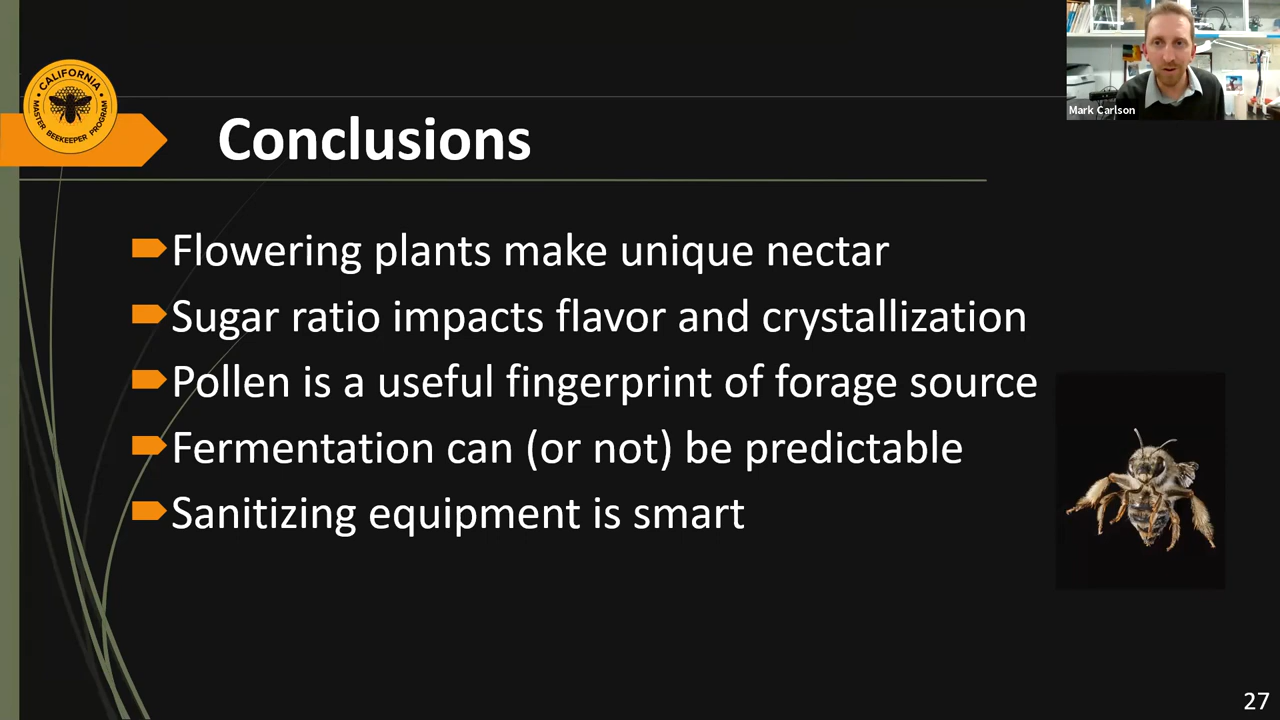 CALIFORNIA
MASTER BEEKEEPER PROGRAM
Mark Carlson
Conclusions
Flowering plants make unique nectar
Sugar ratio impacts flavor and crystallization
Pollen is a useful fingerprint of forage source
Fermentation can (or not) be predictable
Sanitizing equipment is smart
27